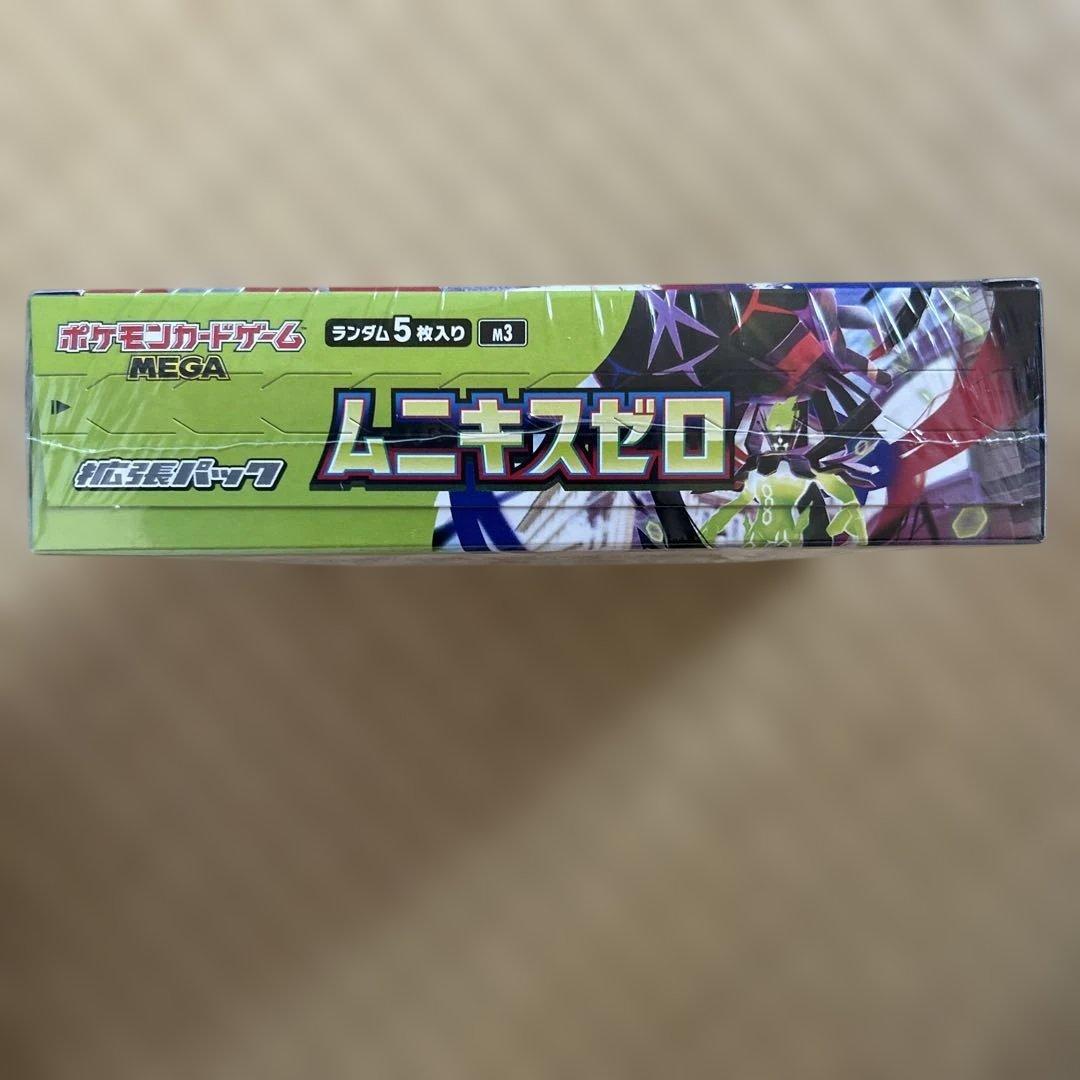 ポケモンカードゲーム
MEGA
ランダム5枚入り
M3
ムニキスゼロ
拡張パック